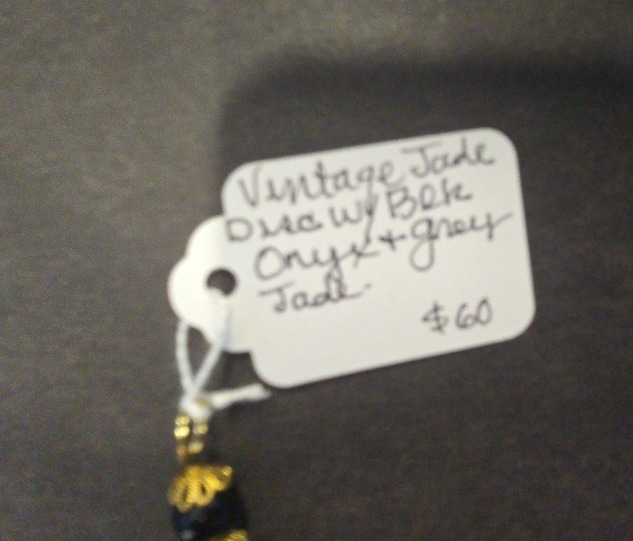 Vintage Jade
Disc w/ Blk
Onyx + grey
Jade.
$60